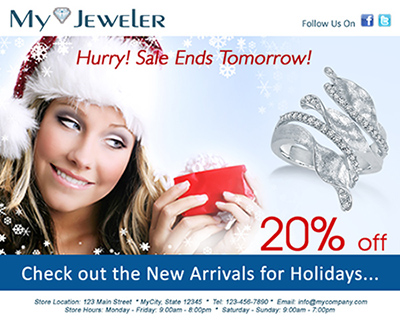 My Jeweler
Follow Us On
Hurry! Sale Ends Tomorrow!
20% off
Check out the New Arrivals for Holidays...
Store Location: 123 Main Street * MyCity, State 12345 * Tel: 123-456-7890 * Email: info@mycompany.com
Store Hours: Monday - Friday: 9:00am - 8:00pm * Saturday - Sunday: 9:00am - 7:00pm